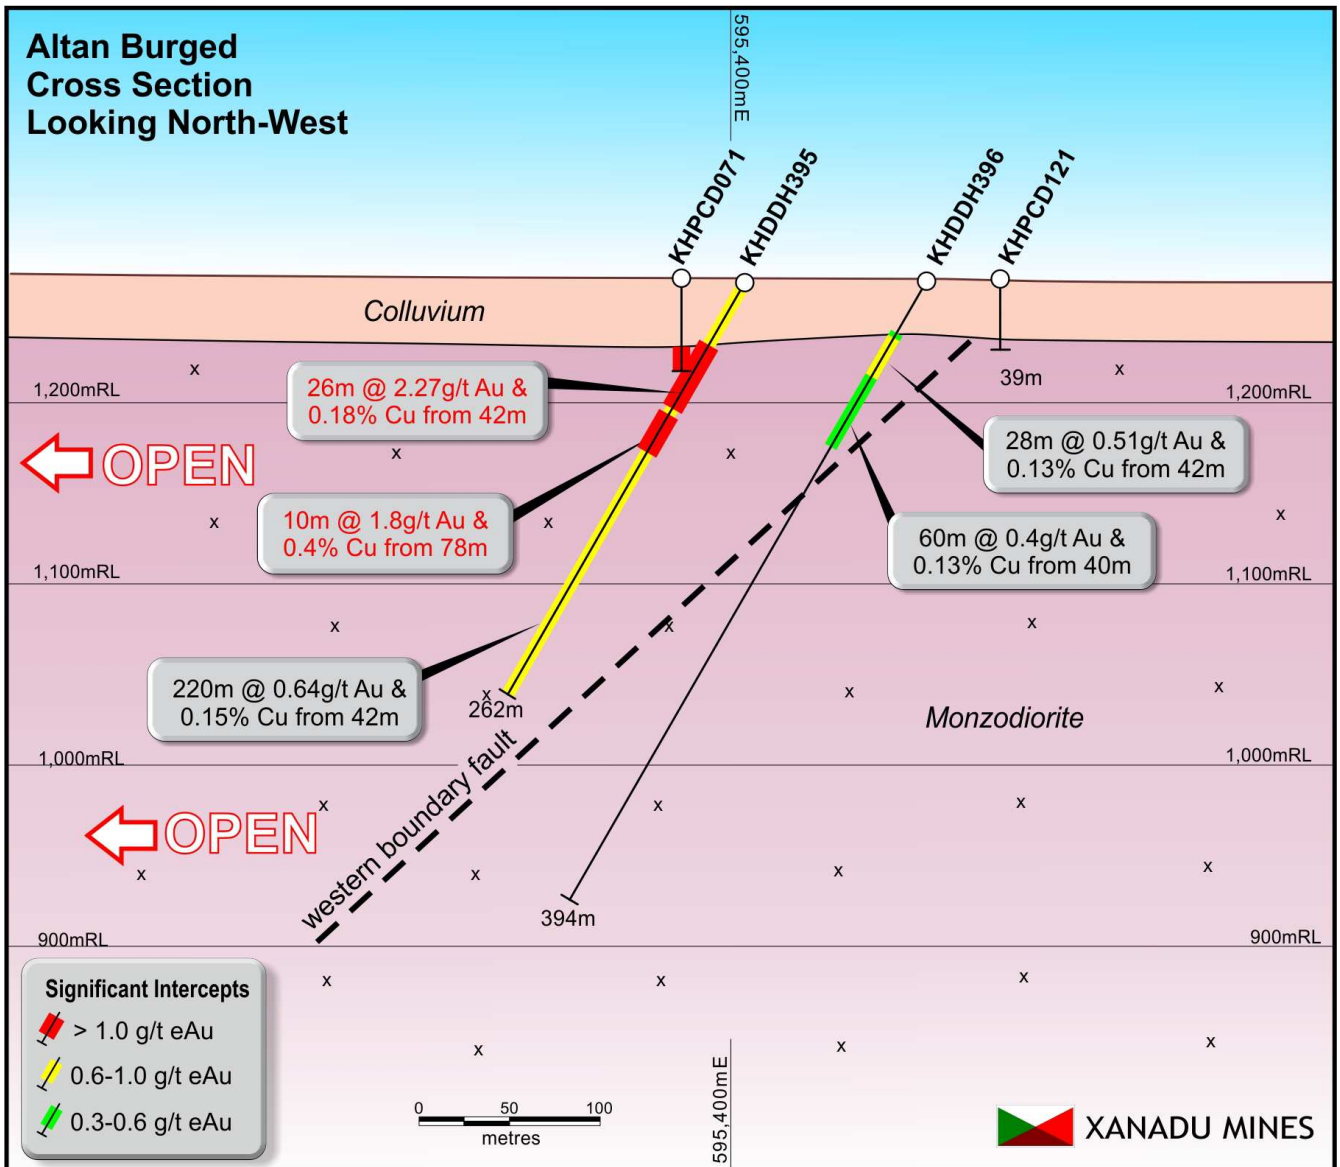 Altan Burged
Cross Section
Looking North-West
595,400mE
KHPCD071
KHDDH395
KHDDH396
KHPCD121
Colluvium
39m
1,200mRL
1,200mRL
26m @ 2.27g/t Au &
0.18% Cu from 42m
28m @ 0.51g/t Au &
0.13% Cu from 42m
OPEN
10m @ 1.8g/t Au &
0.4% Cu from 78m
60m @ 0.4g/t Au &
0.13% Cu from 40m
1,100mRL
1,100mRL
220m @ 0.64g/t Au &
0.15% Cu from 42m
262m
Monzodiorite
1,000mRL
1,000mRL
western boundary fault
OPEN
394m
900mRL
900mRL
Significant Intercepts
> 1.0 g/t eAu
0.6-1.0 g/t eAu
0.3-0.6 g/t eAu
0 50 100
metres
595,400mE
XANADU MINES